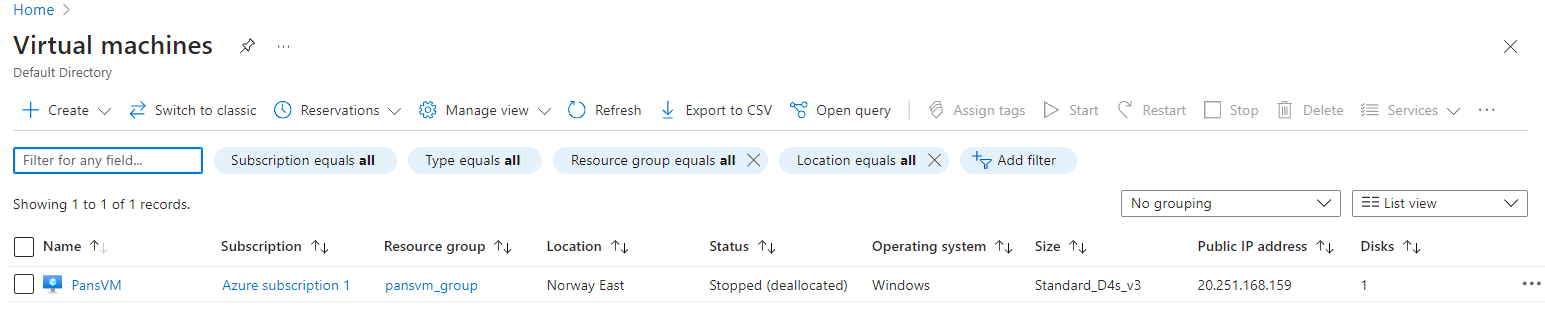 Home
Virtual machines
Default Directory
Create Switch to classic Reservations Manage view Refresh Export to CSV Open query Assign tags Start Restart Stop Delete Services
Filter for any field... Subscription equals all Type equals all Resource group equals all Location equals all Add filter
Showing 1 to 1 of 1 records. No grouping List view
Name Subscription Resource group Location Status Operating system Size Public IP address Disks
PansVM Azure subscription 1 pansvm_group Norway East Stopped (deallocated) Windows Standard_D4s_v3 20.251.168.159 1